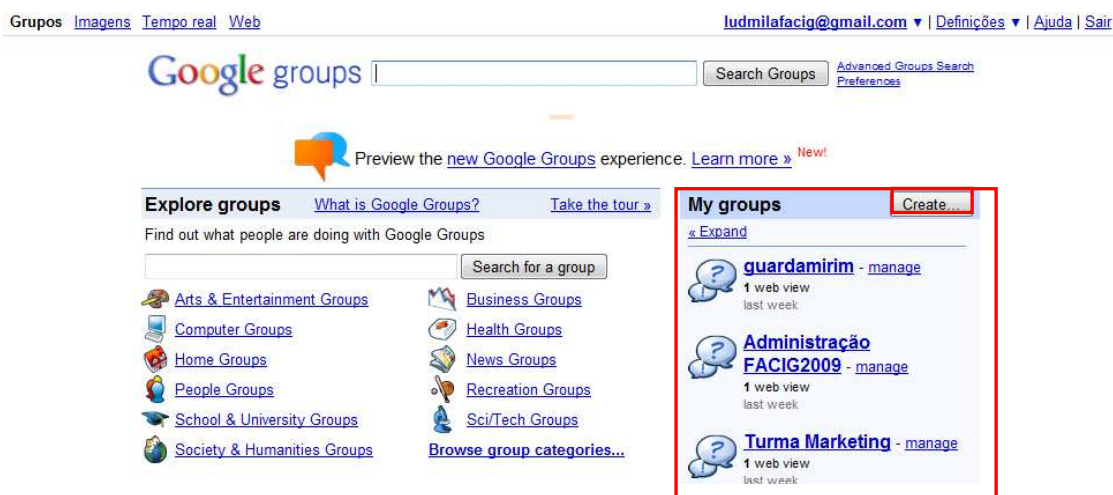 Grupos Imagens Tempo real Web ludmilafacig@gmail.com ▼ | Definições ▼ | Ajuda | Sair
Google groups Search Groups Advanced Groups Search
Preferences
Preview the new Google Groups experience. Learn more » New!
Explore groups What is Google Groups? Take the tour »
Find out what people are doing with Google Groups
Search for a group
Arts & Entertainment Groups Business Groups
Computer Groups Health Groups
Home Groups News Groups
People Groups Recreation Groups
School & University Groups Sci/Tech Groups
Society & Humanities Groups Browse group categories...
My groups Create...
« Expand
guardamirim - manage
1 web view
last week
Administração
FACIG2009 - manage
1 web view
last week
Turma Marketing - manage
1 web view
last week